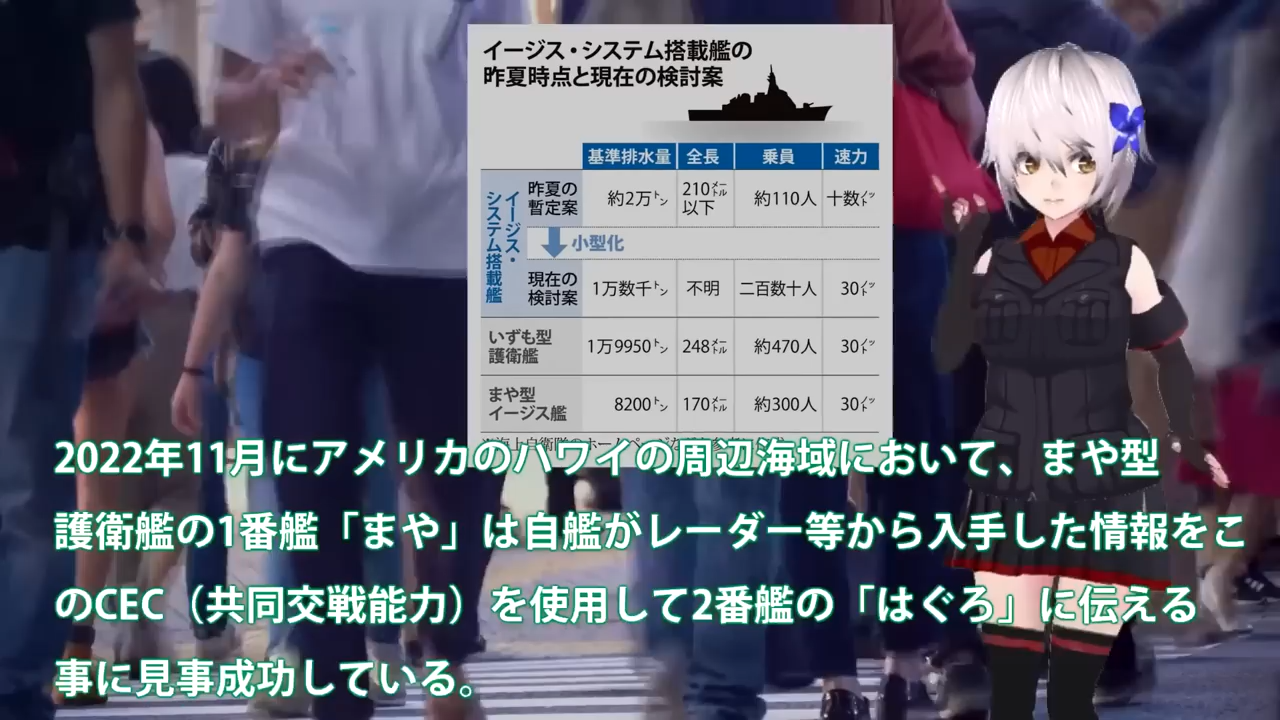 イージス・システム搭載艦の
昨夏時点と現在の検討案
基準排水量 全長 乗員 速力
イージス・
システム搭載艦
昨夏の
暫定案
約2万トン 210メートル以下 約110人 十数ノット
小型化
現在の
検討案
1万数千トン 不明 二百数十人 30ノット
いずも型
護衛艦
1万9950トン 248メートル 約470人 30ノット
まや型
イージス艦
8200トン 170メートル 約300人 30ノット
2022年11月にアメリカのハワイの周辺海域において、まや型
護衛艦の1番艦「まや」は自艦がレーダー等から入手した情報をこ
のCEC（共同交戦能力）を使用して2番艦の「はぐろ」に伝える
事に見事成功している。